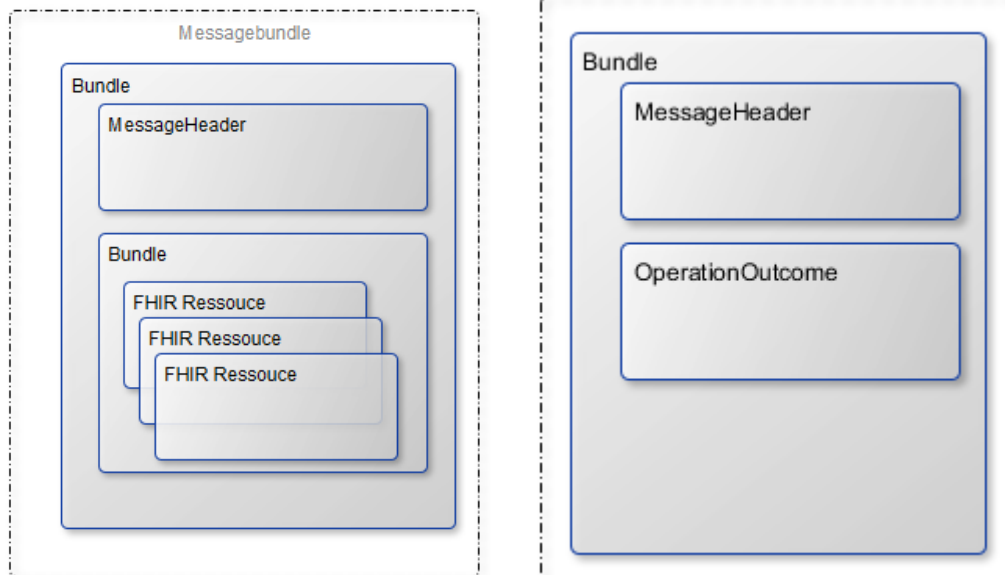 Messagebundle
Bundle
MessageHeader
Bundle
FHIR Ressouce
FHIR Ressouce
FHIR Ressouce
Bundle
MessageHeader
OperationOutcome